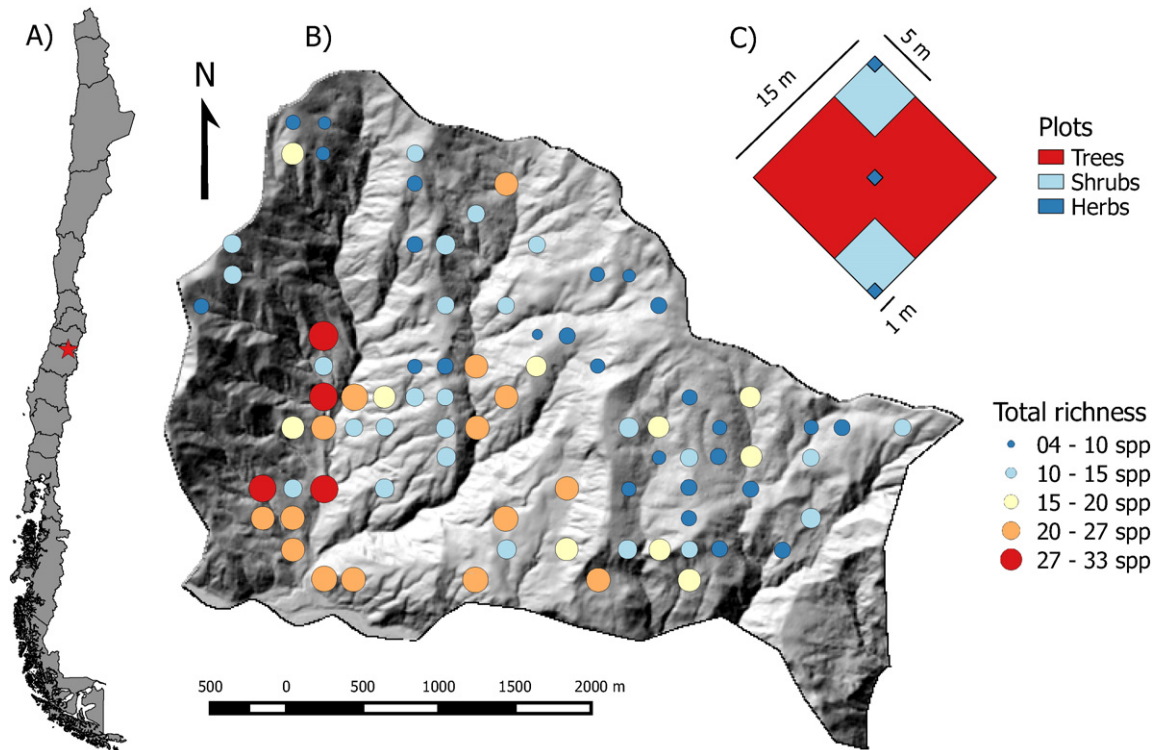 A)
B)
C)
N
15 m
5 m
1 m
Plots
Trees
Shrubs
Herbs
Total richness
04 - 10 spp
10 - 15 spp
15 - 20 spp
20 - 27 spp
27 - 33 spp
500 0 500 1000 1500 2000 m